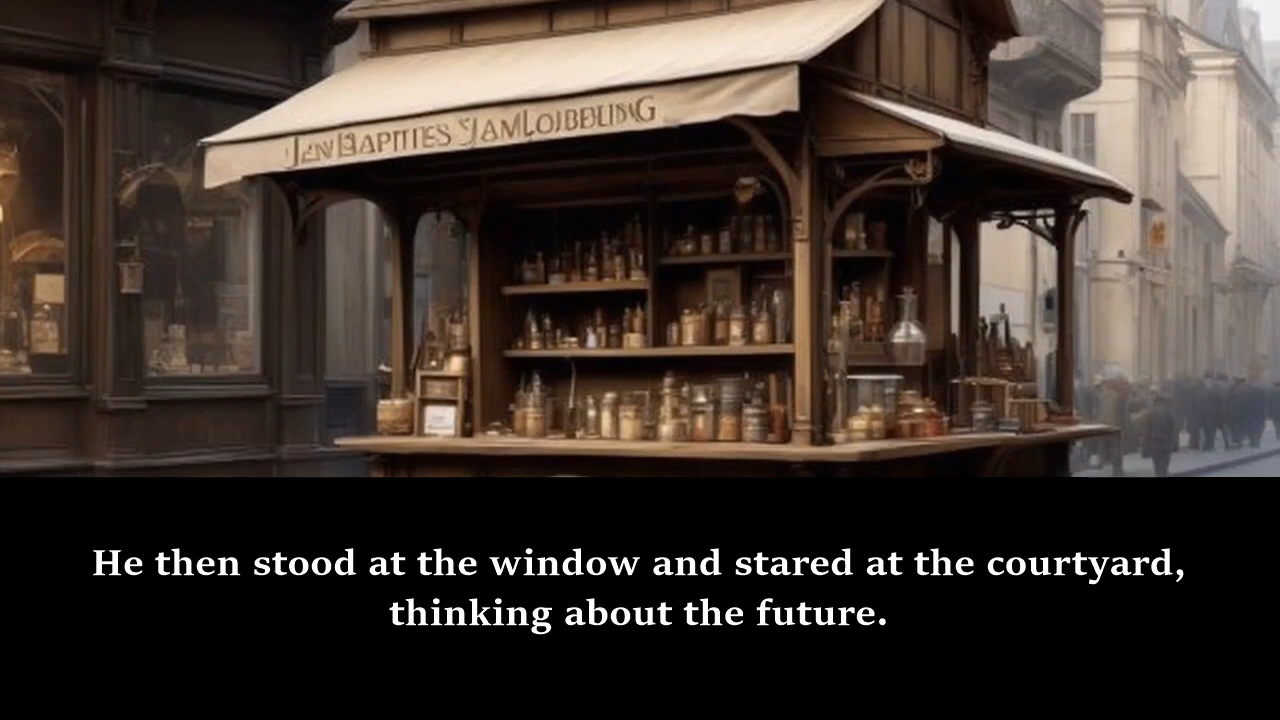 He then stood at the window and stared at the courtyard,
thinking about the future.